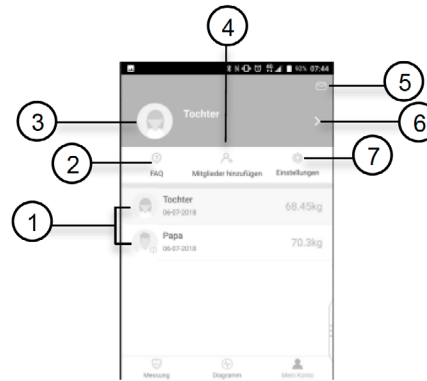 4
92% 07:44
5
3
Tochter
6
2
7
FAQ Mitglieder hinzufügen Einstellungen
1
Tochter
06-07-2018
68.45kg
Papa
06-07-2018
70.3kg
Messung Diagramm Mein Konto